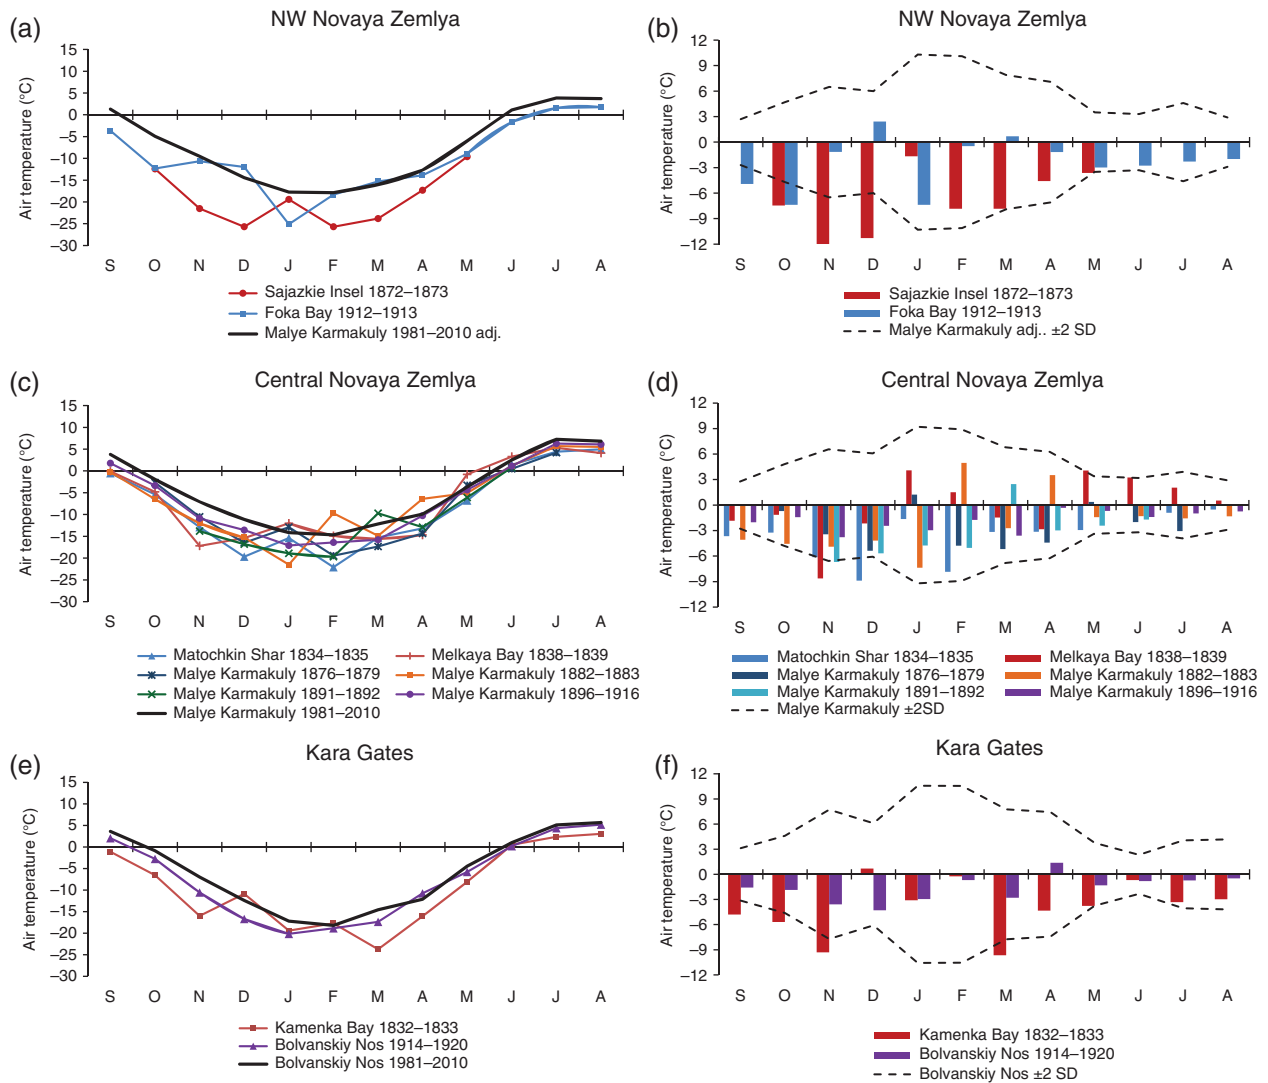 (a)
NW Novaya Zemlya
Air temperature (°C)
15
10
5
0
−5
−10
−15
−20
−25
−30
S O N D J F M A M J J A
Sajazkie Insel 1872–1873
Foka Bay 1912–1913
Malye Karmakuly 1981–2010 adj.
(b)
NW Novaya Zemlya
Air temperature (°C)
12
9
6
3
0
−3
−6
−9
−12
S O N D J F M A M J J A
Sajazkie Insel 1872–1873
Foka Bay 1912–1913
Malye Karmakuly adj.. ±2 SD
(c)
Central Novaya Zemlya
Air temperature (°C)
15
10
5
0
−5
−10
−15
−20
−25
−30
S O N D J F M A M J J A
Matochkin Shar 1834–1835 Melkaya Bay 1838–1839
Malye Karmakuly 1876–1879 Malye Karmakuly 1882–1883
Malye Karmakuly 1891–1892 Malye Karmakuly 1896–1916
Malye Karmakuly 1981–2010
(d)
Central Novaya Zemlya
Air temperature (°C)
12
9
6
3
0
−3
−6
−9
−12
S O N D J F M A M J J A
Matochkin Shar 1834–1835 Melkaya Bay 1838–1839
Malye Karmakuly 1876–1879 Malye Karmakuly 1882–1883
Malye Karmakuly 1891–1892 Malye Karmakuly 1896–1916
Malye Karmakuly ±2SD
(e)
Kara Gates
Air temperature (°C)
15
10
5
0
−5
−10
−15
−20
−25
−30
S O N D J F M A M J J A
Kamenka Bay 1832–1833
Bolvanskiy Nos 1914–1920
Bolvanskiy Nos 1981–2010
(f)
Kara Gates
Air temperature (°C)
12
9
6
3
0
−3
−6
−9
−12
S O N D J F M A M J J A
Kamenka Bay 1832–1833
Bolvanskiy Nos 1914–1920
Bolvanskiy Nos ±2 SD